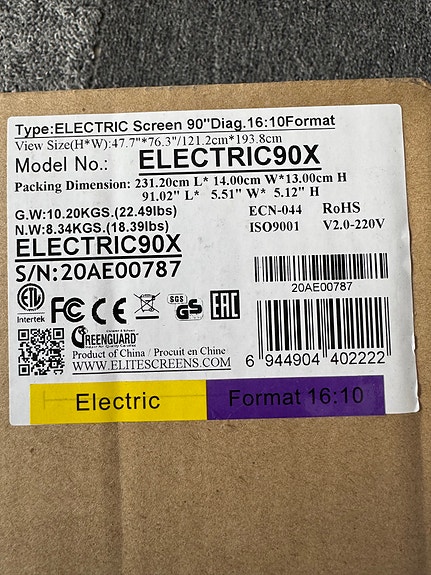 Type:ELECTRIC Screen 90"Diag.16:10Format
View Size(H*W):47.7"*76.3"/121.2cm*193.8cm
Model No.: ELECTRIC90X
Packing Dimension: 231.20cm L* 14.00cm W*13.00cm H
91.02" L* 5.51" W* 5.12" H
G.W:10.20KGS.(22.49lbs) ECN-044 RoHS
N.W:8.34KGS.(18.39lbs) ISO9001 V2.0-220V
ELECTRIC90X
S/N:20AE00787
20AE00787
ETL FC CE SGS GS EAC
Intertek
GREENGUARD
Product of China / Procuit en Chine
WWW.ELITESCREENS.COM
6 944904 402222
Electric Format 16:10